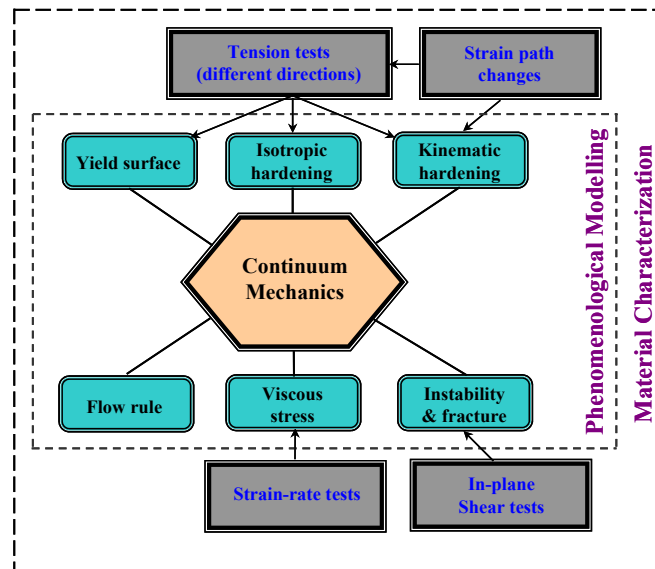 Tension tests
(different directions)
Strain path
changes
Yield surface
Isotropic
hardening
Kinematic
hardening
Continuum
Mechanics
Flow rule
Viscous
stress
Instability
& fracture
Strain-rate tests
In-plane
Shear tests
Phenomenological Modelling
Material Characterization